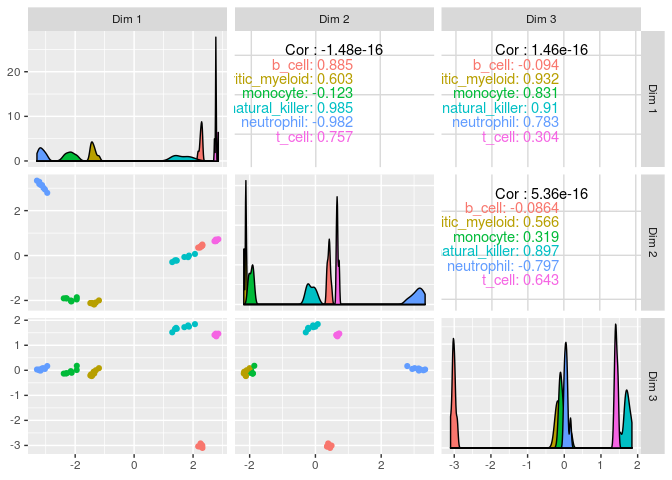 Dim 1
Dim 2
Dim 3
Cor : -1.48e-16
b_cell: 0.885
itic_myeloid: 0.603
monocyte: -0.123
natural_killer: 0.985
neutrophil: -0.982
t_cell: 0.757
Cor : 1.46e-16
b_cell: -0.094
itic_myeloid: 0.932
monocyte: 0.831
natural_killer: 0.91
neutrophil: 0.783
t_cell: 0.304
Dim 1
20
10
0
Cor : 5.36e-16
b_cell: -0.0864
itic_myeloid: 0.566
monocyte: 0.319
natural_killer: 0.897
neutrophil: -0.797
t_cell: 0.643
Dim 2
2
0
-2
Dim 3
2
1
0
-1
-2
-3
-2 0 2
-2 0 2
-3 -2 -1 0 1 2